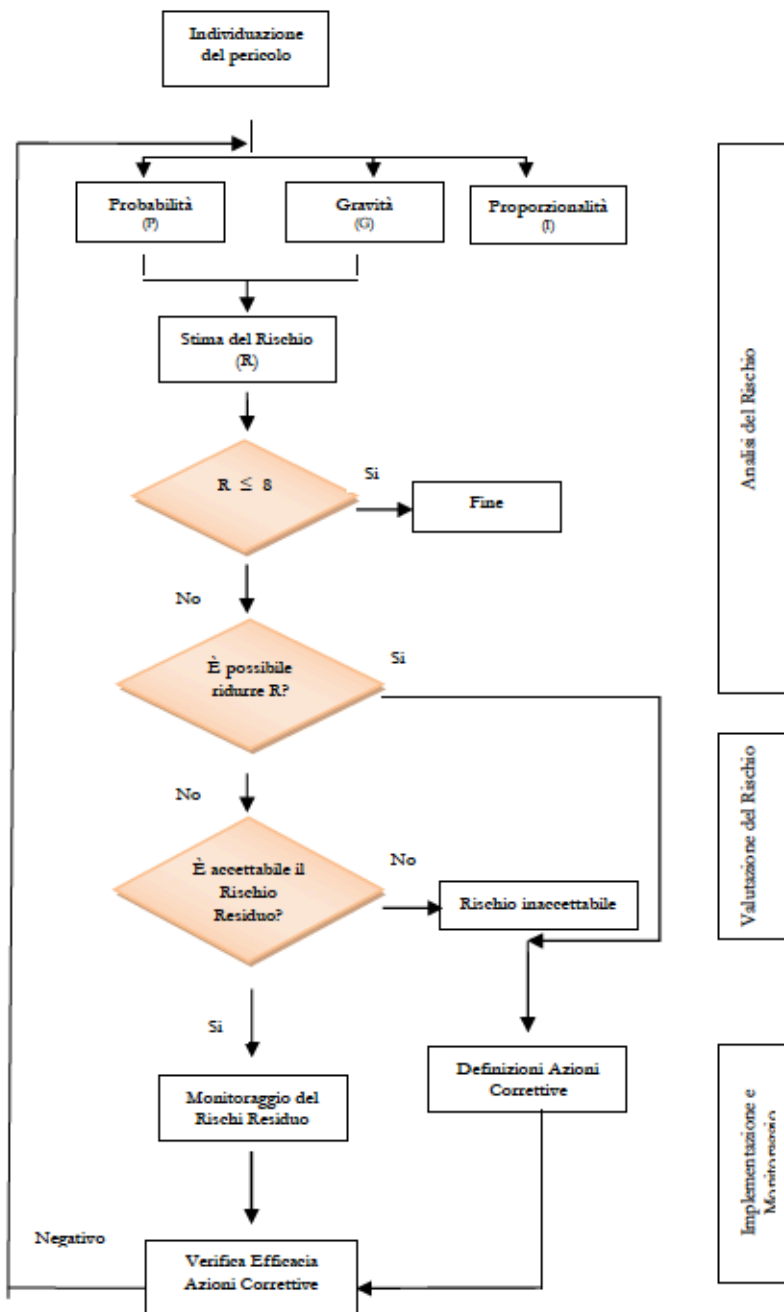 Individuazione
del pericolo
Probabilità
(P)
Gravità
(G)
Proporzionalità
(I)
Stima del Rischio
(R)
R ≤ 8
Si
Fine
No
È possibile
ridurre R?
Si
No
È accettabile il
Rischio
Residuo?
No
Rischio inaccettabile
Si
Monitoraggio del
Rischi Residuo
Definizioni Azioni
Correttive
Negativo
Verifica Efficacia
Azioni Correttive
Analisi del Rischio
Valutazione del Rischio
Implementazione e
Monitoraggio